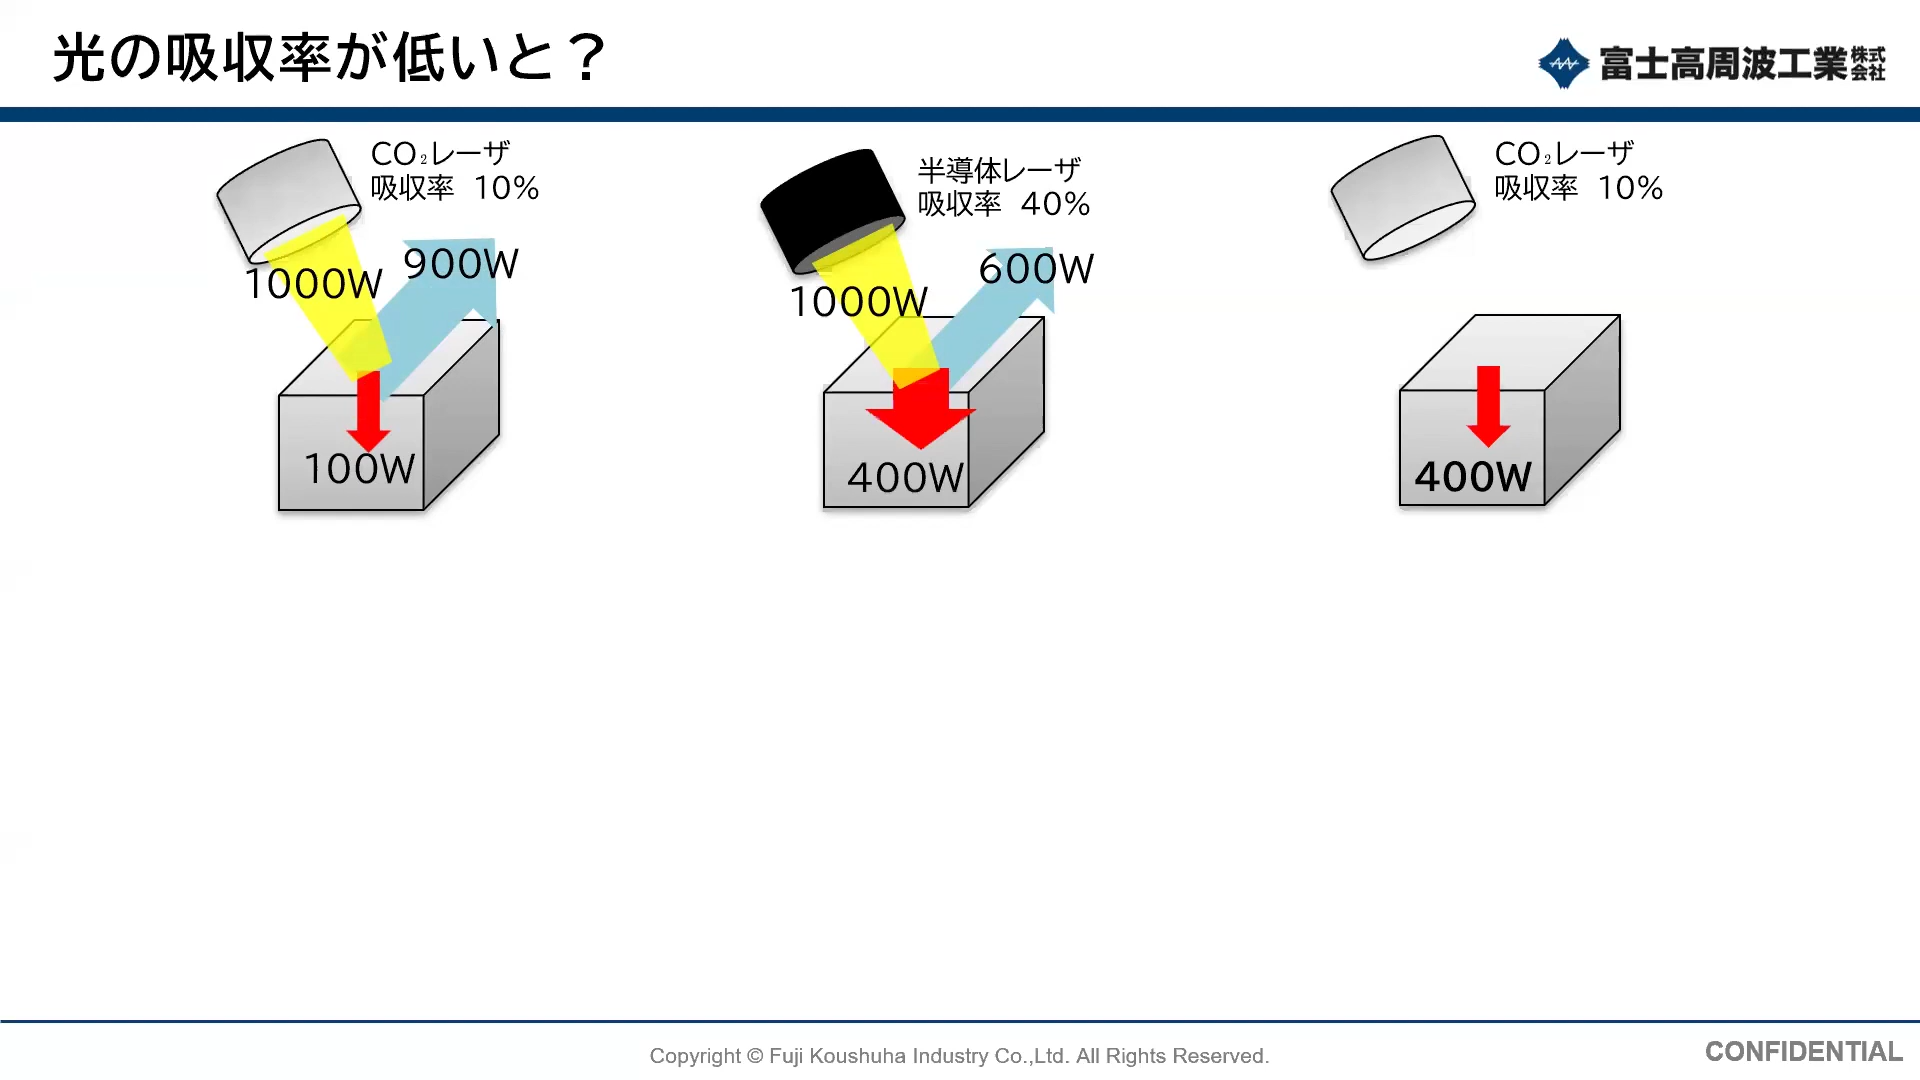 光の吸収率が低いと？
富士高周波工業株式会社
CO₂レーザ
吸収率 10%
1000W
900W
100W
半導体レーザ
吸収率 40%
1000W
600W
400W
CO₂レーザ
吸収率 10%
400W
Copyright © Fuji Koushuha Industry Co.,Ltd. All Rights Reserved.
CONFIDENTIAL